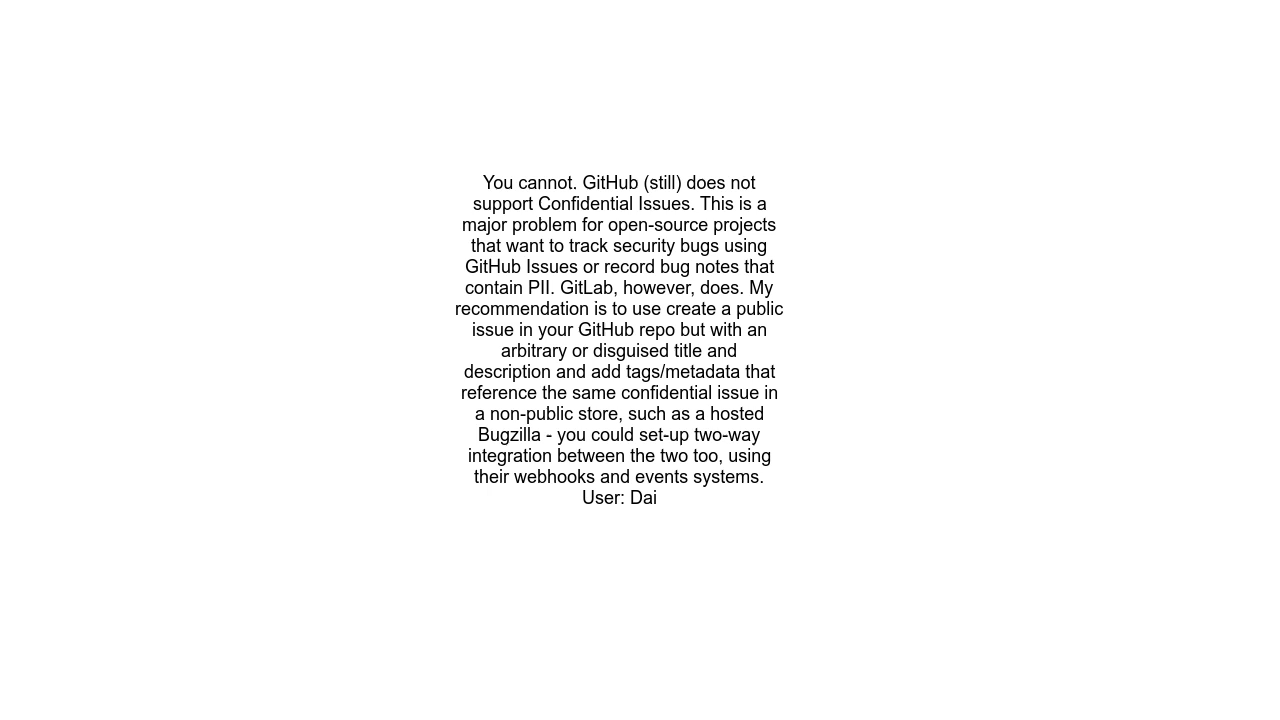 You cannot. GitHub (still) does not
support Confidential Issues. This is a
major problem for open-source projects
that want to track security bugs using
GitHub Issues or record bug notes that
contain PII. GitLab, however, does. My
recommendation is to use create a public
issue in your GitHub repo but with an
arbitrary or disguised title and
description and add tags/metadata that
reference the same confidential issue in
a non-public store, such as a hosted
Bugzilla - you could set-up two-way
integration between the two too, using
their webhooks and events systems.
User: Dai